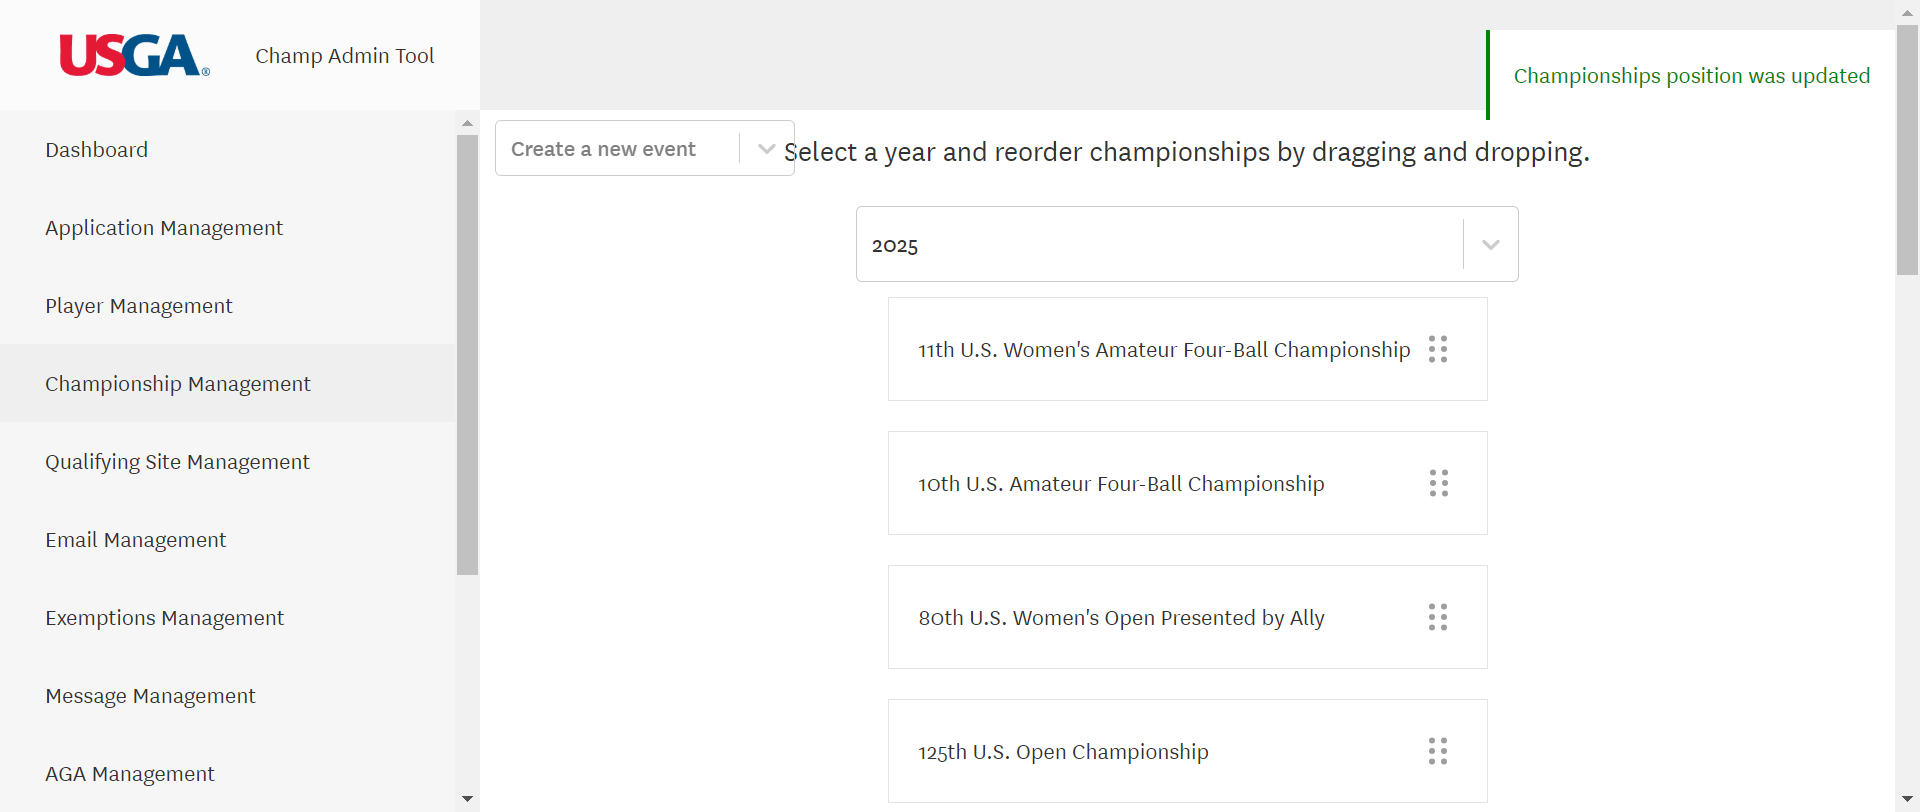 USGA®
Champ Admin Tool
Championships position was updated
Dashboard
Application Management
Player Management
Championship Management
Qualifying Site Management
Email Management
Exemptions Management
Message Management
AGA Management
Create a new event
Select a year and reorder championships by dragging and dropping.
2025
11th U.S. Women's Amateur Four-Ball Championship
10th U.S. Amateur Four-Ball Championship
80th U.S. Women's Open Presented by Ally
125th U.S. Open Championship